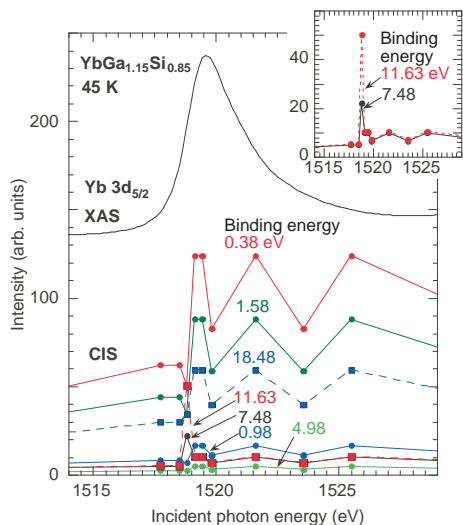 YbGa1.15Si0.85
45 K
Binding
energy
11.63 eV
7.48
40
20
0
1515
1520
1525
200
Yb 3d5/2
XAS
Binding energy
0.38 eV
1.58
100
18.48
CIS
11.63
7.48
0.98
4.98
0
1515
1520
1525
Intensity (arb. units)
Incident photon energy (eV)